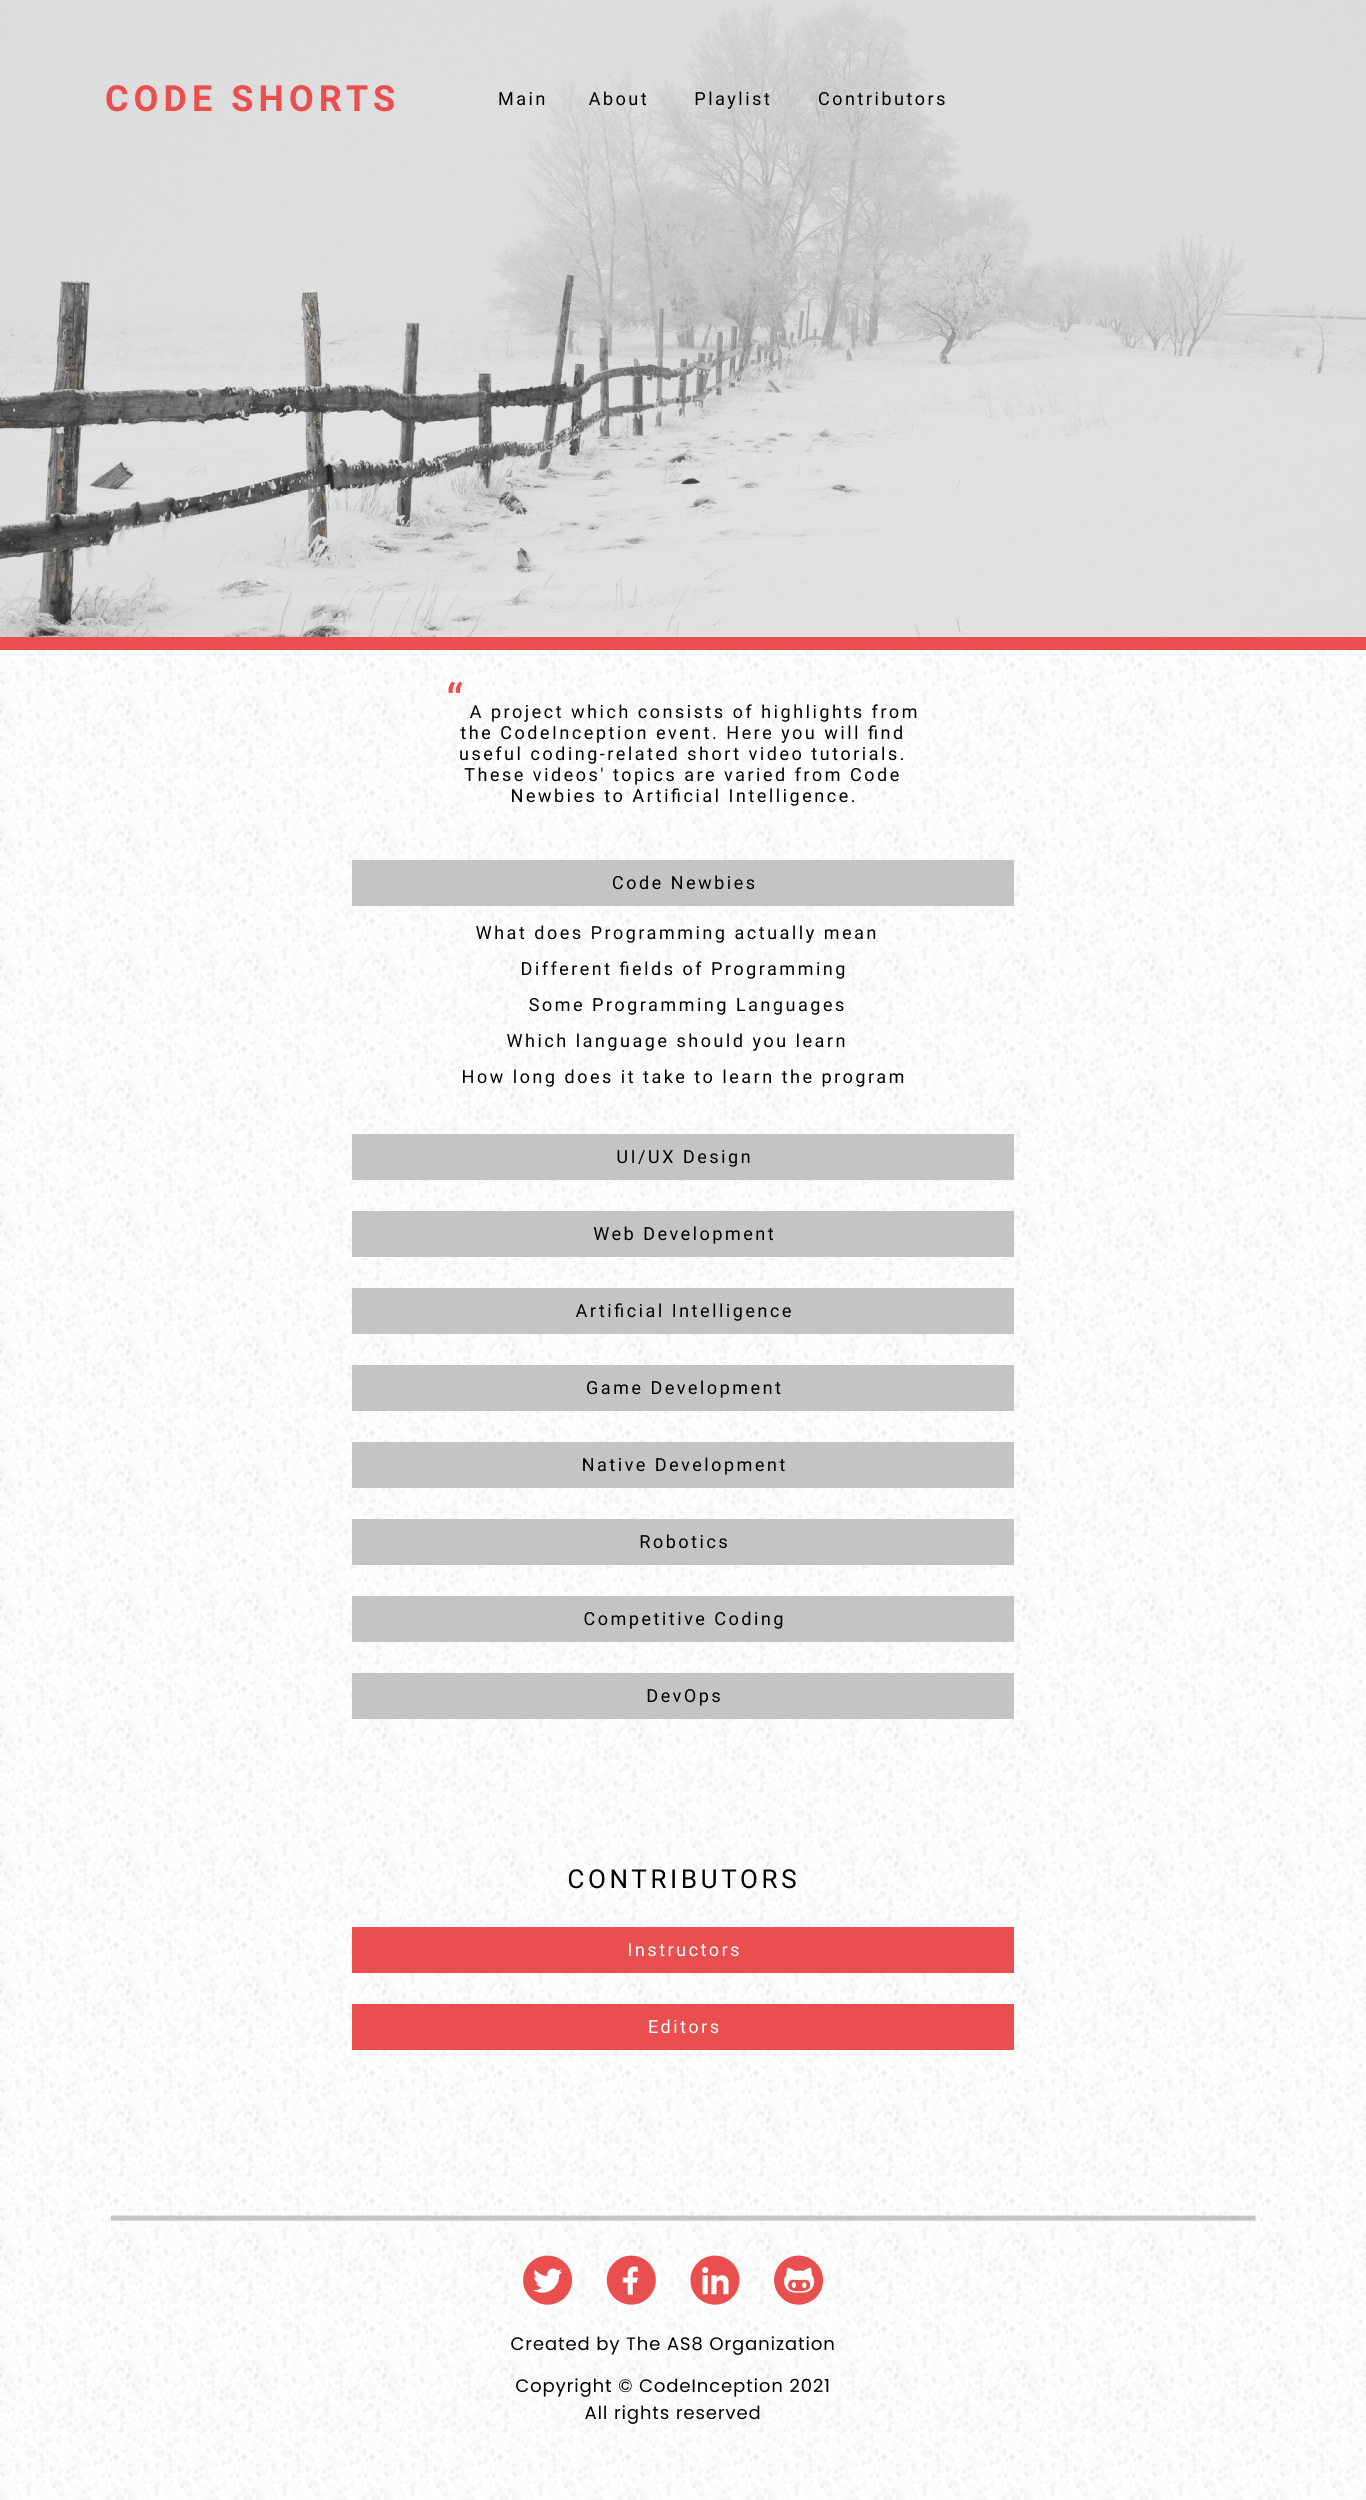 CODE SHORTS
Main About Playlist Contributors
“
A project which consists of highlights from
the CodeInception event. Here you will find
useful coding-related short video tutorials.
These videos' topics are varied from Code
Newbies to Artificial Intelligence.
Code Newbies
What does Programming actually mean
Different fields of Programming
Some Programming Languages
Which language should you learn
How long does it take to learn the program
UI/UX Design
Web Development
Artificial Intelligence
Game Development
Native Development
Robotics
Competitive Coding
DevOps
CONTRIBUTORS
Instructors
Editors
Created by The AS8 Organization
Copyright © CodeInception 2021
All rights reserved